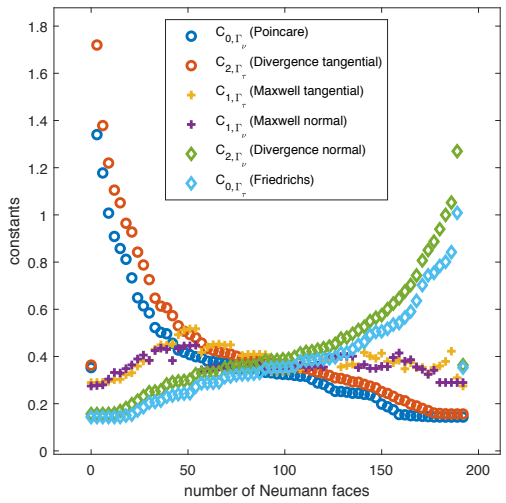 1.8
1.6
1.4
1.2
1
0.8
0.6
0.4
0.2
0
constants
C0,Γν (Poincare)
C2,Γτ (Divergence tangential)
C1,Γτ (Maxwell tangential)
C1,Γν (Maxwell normal)
C2,Γν (Divergence normal)
C0,Γτ (Friedrichs)
0 50 100 150 200
number of Neumann faces